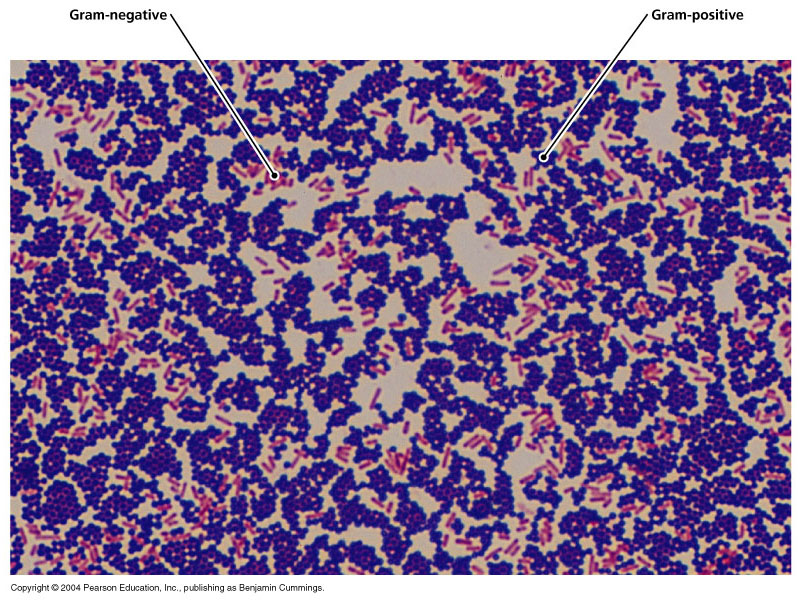 Gram-negative
Gram-positive
Copyright © 2004 Pearson Education, Inc., publishing as Benjamin Cummings.